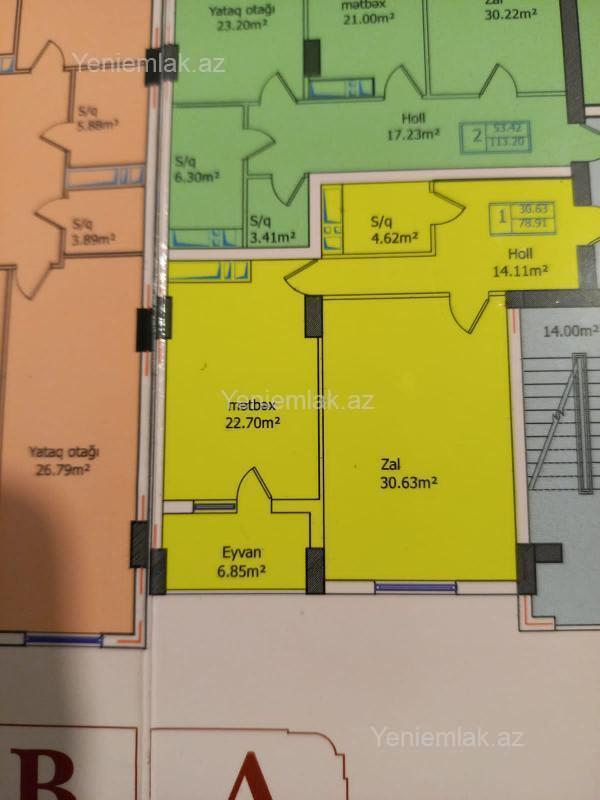 Yataq otağı
23.20m²
mətbəx
21.00m²
Zal
30.22m²
Yeniemlak.az
S/q
5.88m²
Holl
17.23m²
2
53.42
113.20
S/q
6.30m²
S/q
3.41m²
S/q
4.62m²
1
30.63
78.91
S/q
3.89m²
Holl
14.11m²
14.00m²
Yeniemlak.az
mətbəx
22.70m²
Yataq otağı
26.79m²
Zal
30.63m²
Eyvan
6.85m²
Yeniemlak.az
B
A